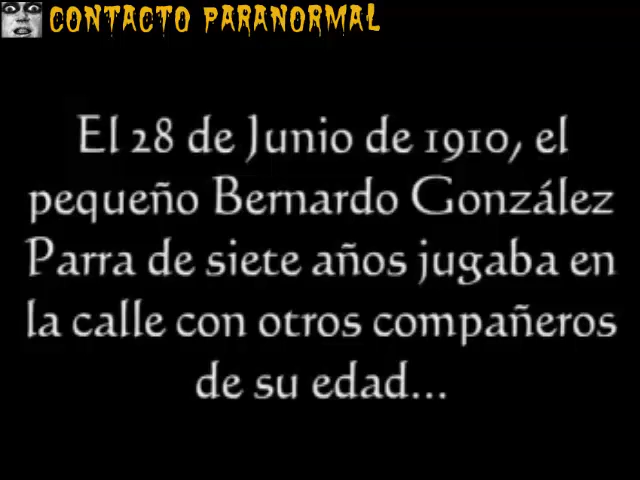 CONTACTO PARANORMAL
El 28 de Junio de 1910, el
pequeño Bernardo González
Parra de siete años jugaba en
la calle con otros compañeros
de su edad...